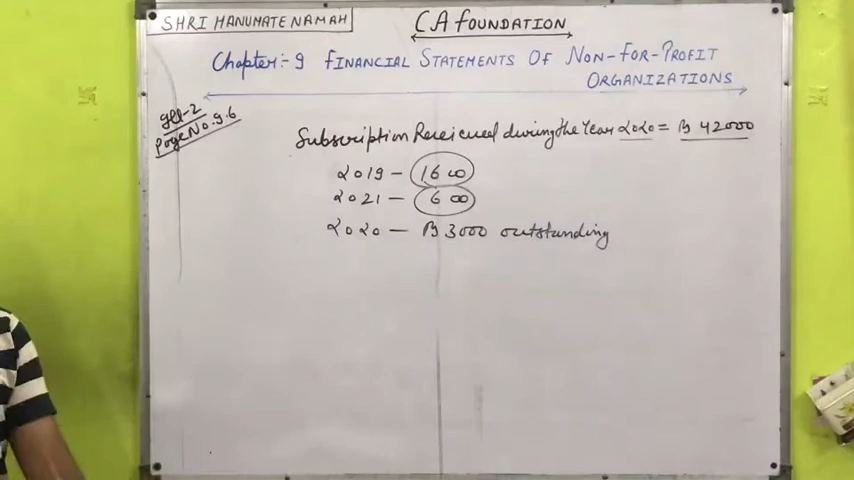 SHRI HANUMATE NAMAH
CA FOUNDATION
Chapter:- 9 FINANCIAL STATEMENTS OF NON-FOR-PROFIT
ORGANIZATIONS
ill-2
Page No. 9.6
Subscription Received during the Year 2020 = ₨ 42000
2019 - 1600
2021 - 600
2020 - ₨ 3000 outstanding